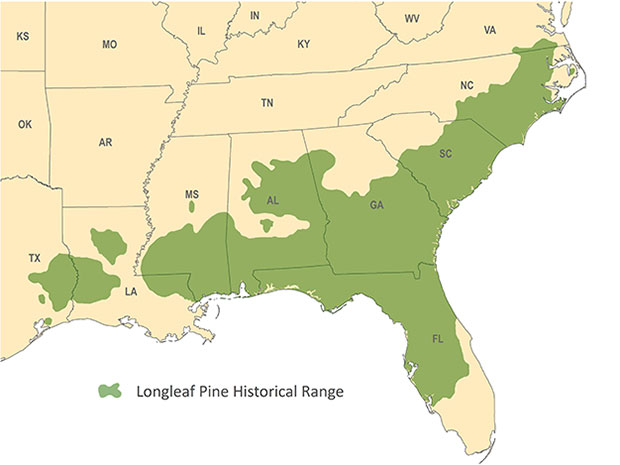 WV
IN
IL
KS
MO
KY
VA
NC
TN
OK
AR
SC
MS
AL
GA
TX
LA
FL
Longleaf Pine Historical Range